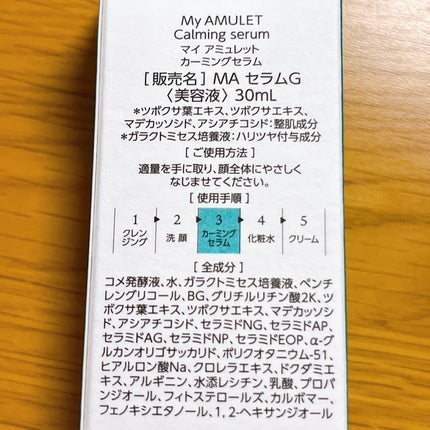 My AMULET
Calming serum
マイ アミュレット
カーミングセラム
[販売名] MA セラムG
〈美容液〉30mL
*ツボクサ葉エキス、ツボクサエキス、
マデカッソシド、アシアチコシド:整肌成分
*ガラクトミセス培養液:ハリツヤ付与成分
[ご使用方法]
適量を手に取り、顔全体にやさしく
なじませてください。
[使用手順]
1 2 3 4 5
クレンジング 洗顔 カーミングセラム 化粧水 クリーム
[全成分]
コメ発酵液、水、ガラクトミセス培養液、ペンチ
レングリコール、BG、グリチルリチン酸2K、ツ
ボクサ葉エキス、ツボクサエキス、マデカッソシ
ド、アシアチコシド、セラミドNG、セラミドAP、
セラミドAG、セラミドNP、セラミドEOP、α-グ
ルカンオリゴサッカリド、ポリクオタニウム-51、
ヒアルロン酸Na、クロレラエキス、ドクダミエ
キス、アルギニン、水添レシチン、乳酸、プロパ
ンジオール、フィトステロールズ、カルボマー、
フェノキシエタノール、1,2-ヘキサンジオール